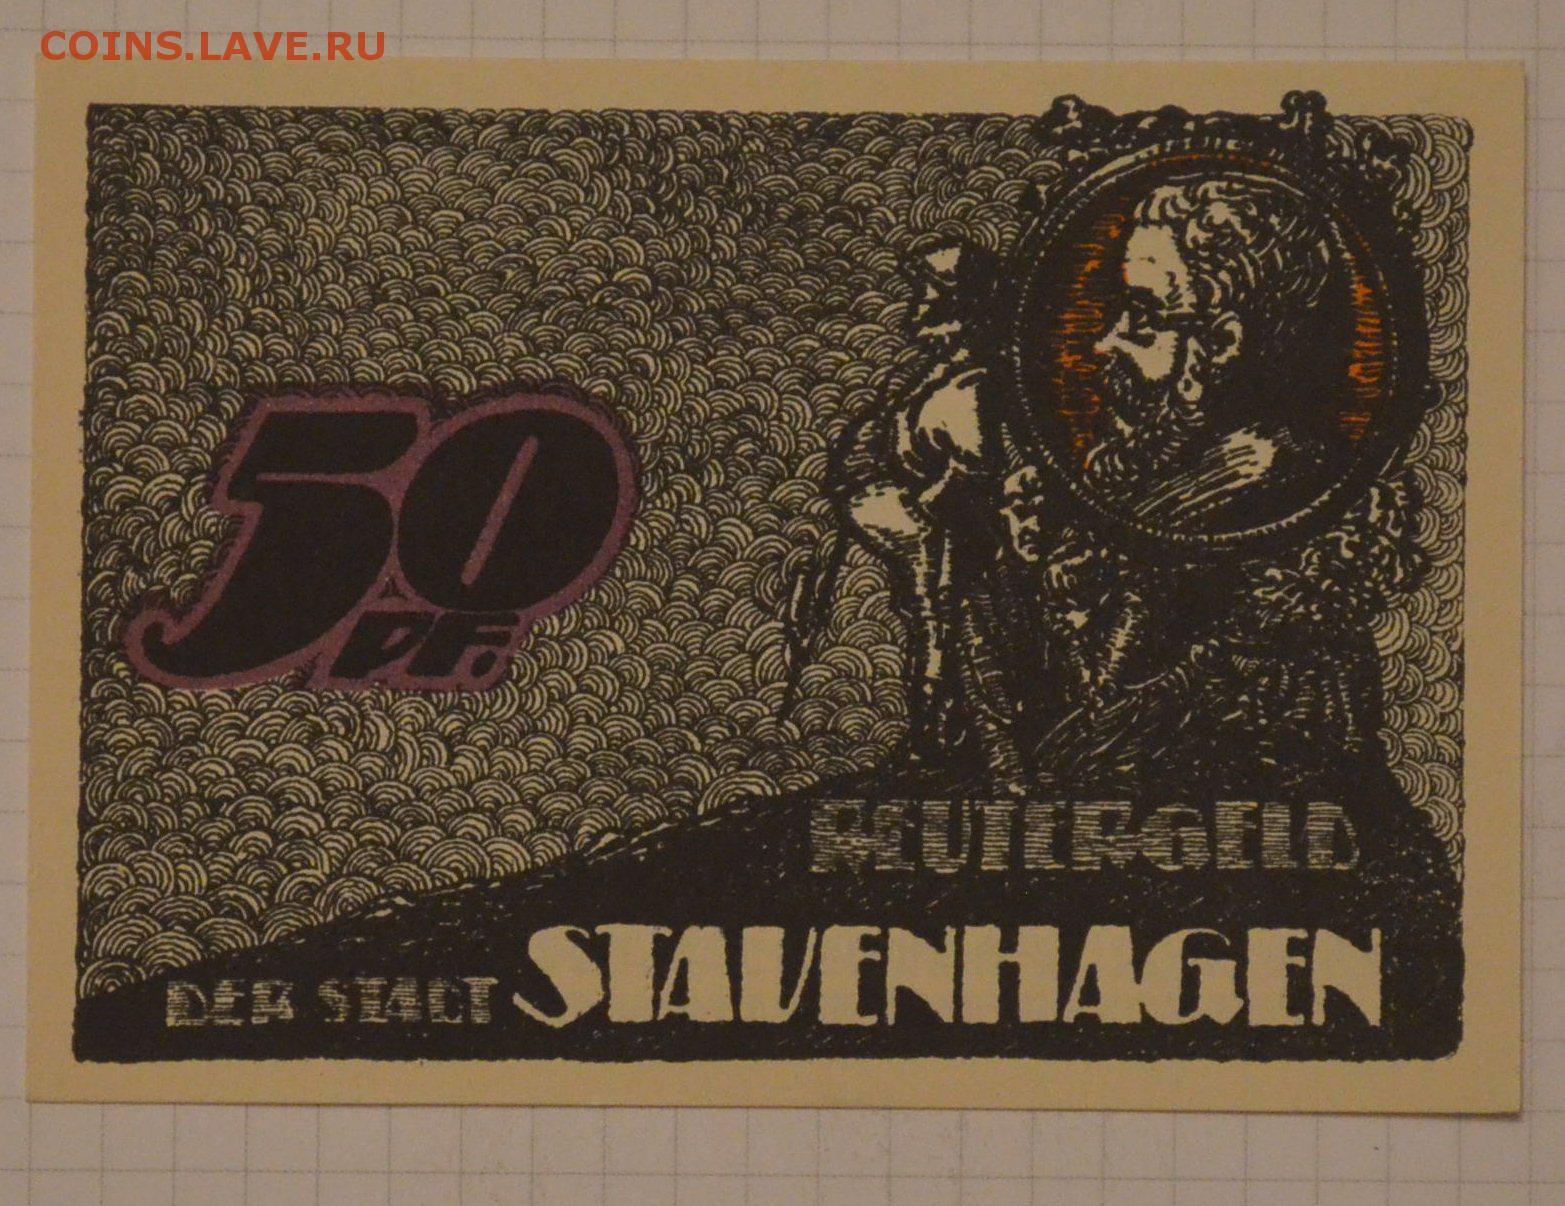 COINS.LAVE.RU
50
PF.
REUTERGELD
DER STADT STAVENHAGEN